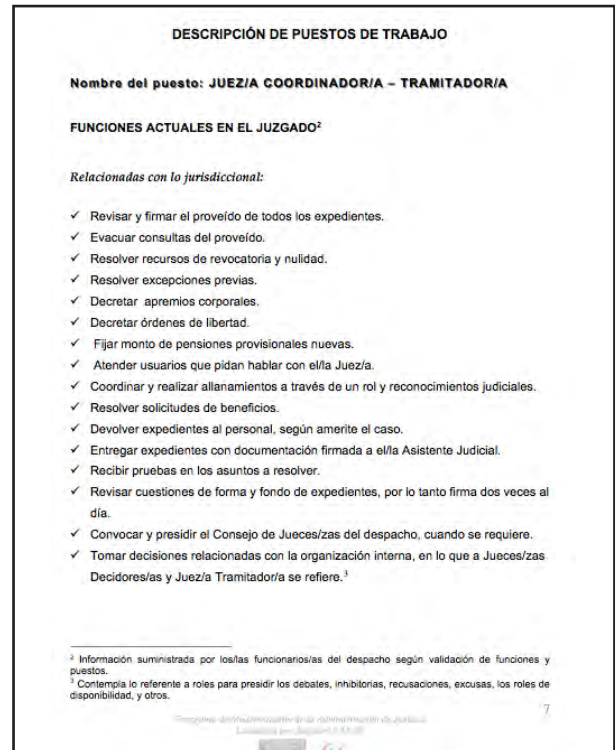 DESCRIPCIÓN DE PUESTOS DE TRABAJO
Nombre del puesto: JUEZ/A COORDINADOR/A – TRAMITADOR/A
FUNCIONES ACTUALES EN EL JUZGADO²
Relacionadas con lo jurisdiccional:
✓ Revisar y firmar el proveído de todos los expedientes.
✓ Evacuar consultas del proveído.
✓ Resolver recursos de revocatoria y nulidad.
✓ Resolver excepciones previas.
✓ Decretar apremios corporales.
✓ Decretar órdenes de libertad.
✓ Fijar monto de pensiones provisionales nuevas.
✓ Atender usuarios que pidan hablar con el/la Juez/a.
✓ Coordinar y realizar allanamientos a través de un rol y reconocimientos judiciales.
✓ Resolver solicitudes de beneficios.
✓ Devolver expedientes al personal, según amerite el caso.
✓ Entregar expedientes con documentación firmada a el/la Asistente Judicial.
✓ Recibir pruebas en los asuntos a resolver.
✓ Revisar cuestiones de forma y fondo de expedientes, por lo tanto firma dos veces al
día.
✓ Convocar y presidir el Consejo de Jueces/zas del despacho, cuando se requiere.
✓ Tomar decisiones relacionadas con la organización interna, en lo que a Jueces/zas
Decidores/as y Juez/a Tramitador/a se refiere.³
² Información suministrada por los/las funcionarios/as del despacho según validación de funciones y
puestos.
³ Contempla lo referente a roles para presidir los debates, inhibitorias, recusaciones, excusas, los roles de
disponibilidad, y otros.
7